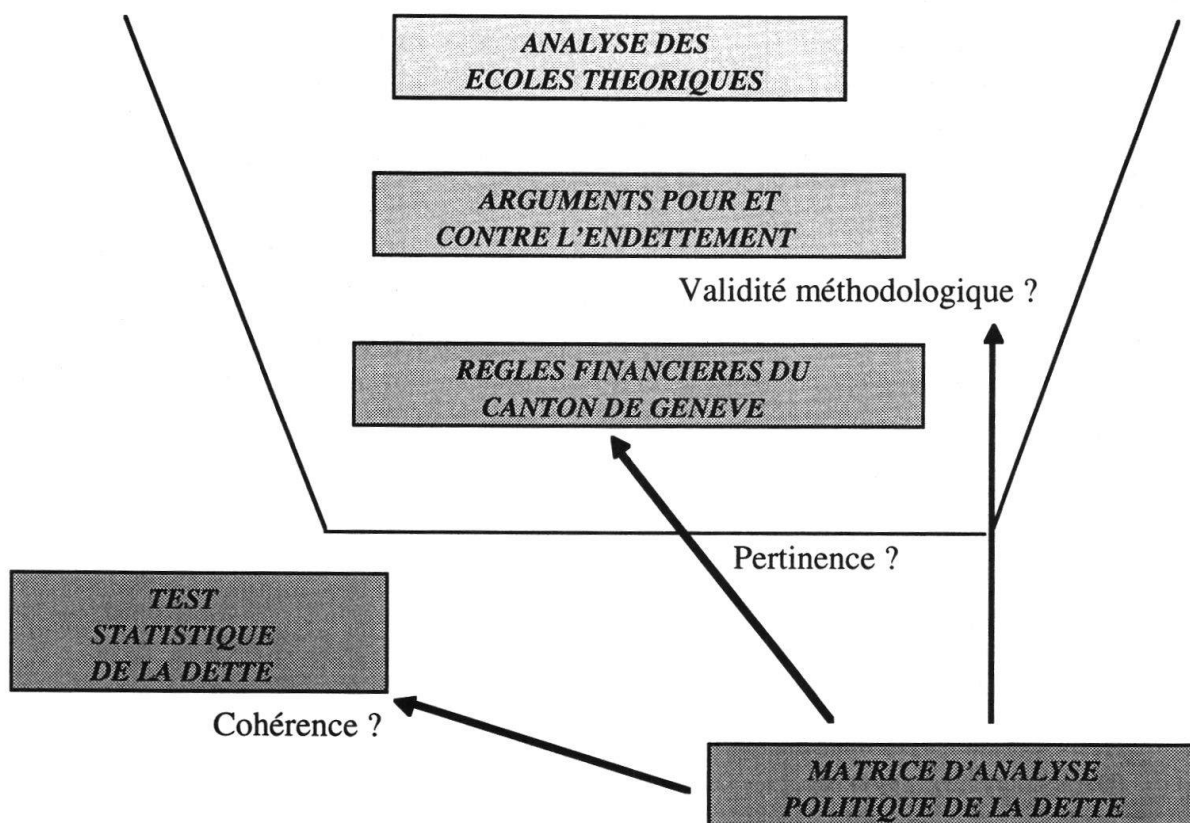 ANALYSE DES
ECOLES THEORIQUES
ARGUMENTS POUR ET
CONTRE L'ENDETTEMENT
Validité méthodologique ?
REGLES FINANCIERES DU
CANTON DE GENEVE
Pertinence ?
TEST
STATISTIQUE
DE LA DETTE
Cohérence ?
MATRICE D'ANALYSE
POLITIQUE DE LA DETTE